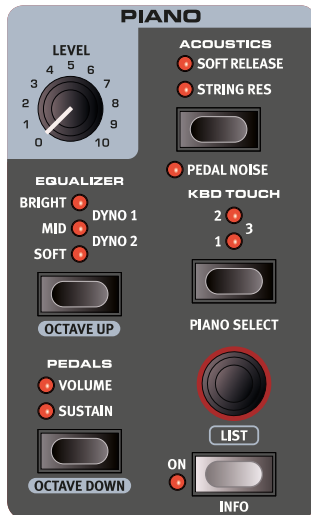 PIANO
LEVEL
0 1 2 3 4 5 6 7 8 9 10
ACOUSTICS
SOFT RELEASE
STRING RES
PEDAL NOISE
EQUALIZER
BRIGHT
DYNO 1
MID
DYNO 2
SOFT
OCTAVE UP
KBD TOUCH
2
3
1
PIANO SELECT
LIST
PEDALS
VOLUME
SUSTAIN
OCTAVE DOWN
ON
INFO